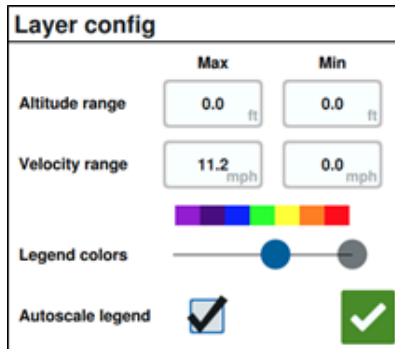 Layer config
Max Min
Altitude range 0.0 ft 0.0 ft
Velocity range 11.2 mph 0.0 mph
Legend colors
Autoscale legend